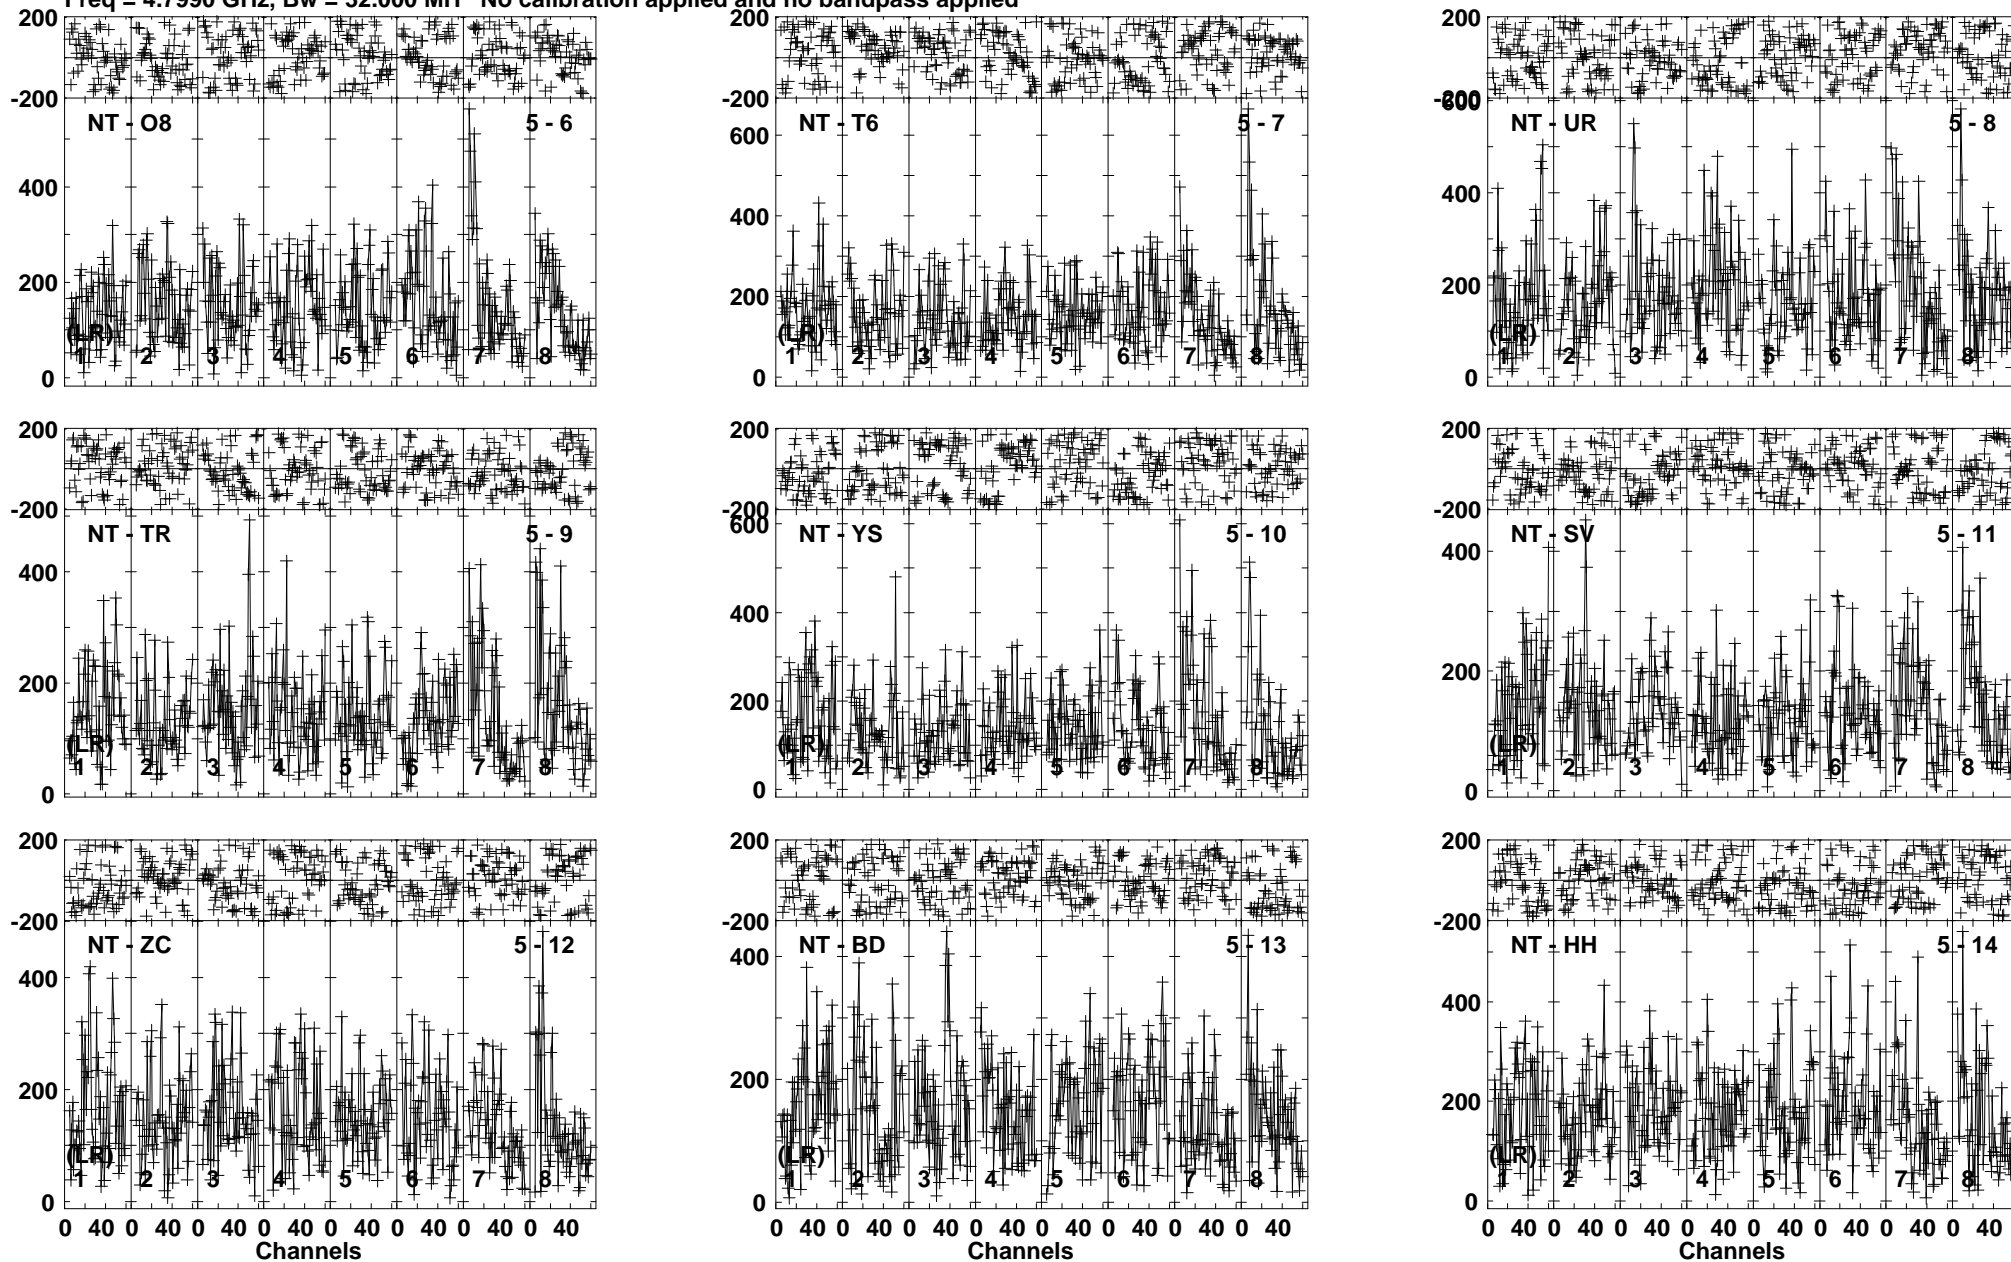 Freq = 4.7990 GHz, Bw = 32.000 MH No calibration applied and no bandpass applied
200 200 200
-200 -200 -200
NT - O8 5 - 6 NT - T6 5 - 7 600 NT - UR 5 - 8
400 600 400
200 400 200
(LR) 200 (LR) (LR)
1 2 3 4 5 6 7 8 1 2 3 4 5 6 7 8 1 2 3 4 5 6 7 8
0 0 0
200 200 200
-200 -200 -200
NT - TR 5 - 9 600 NT - YS 5 - 10 NT - SV 5 - 11
400 400 400
200 200 200
(LR) (LR) (LR)
1 2 3 4 5 6 7 8 1 2 3 4 5 6 7 8 1 2 3 4 5 6 7 8
0 0 0
200 200 200
-200 -200 -200
NT - ZC 5 - 12 NT - BD 5 - 13 NT - HH 5 - 14
400 400 400
200 200 200
(LR) (LR) (LR)
1 2 3 4 5 6 7 8 1 2 3 4 5 6 7 8 1 2 3 4 5 6 7 8
0 0 0
0 40 0 40 0 40 0 40 0 40 0 40 0 40 0 40 0 40 0 40 0 40 0 40 0 40 0 40 0 40 0 40 0 40 0 40 0 40 0 40 0 40 0 40 0 40 0 40
Channels Channels Channels